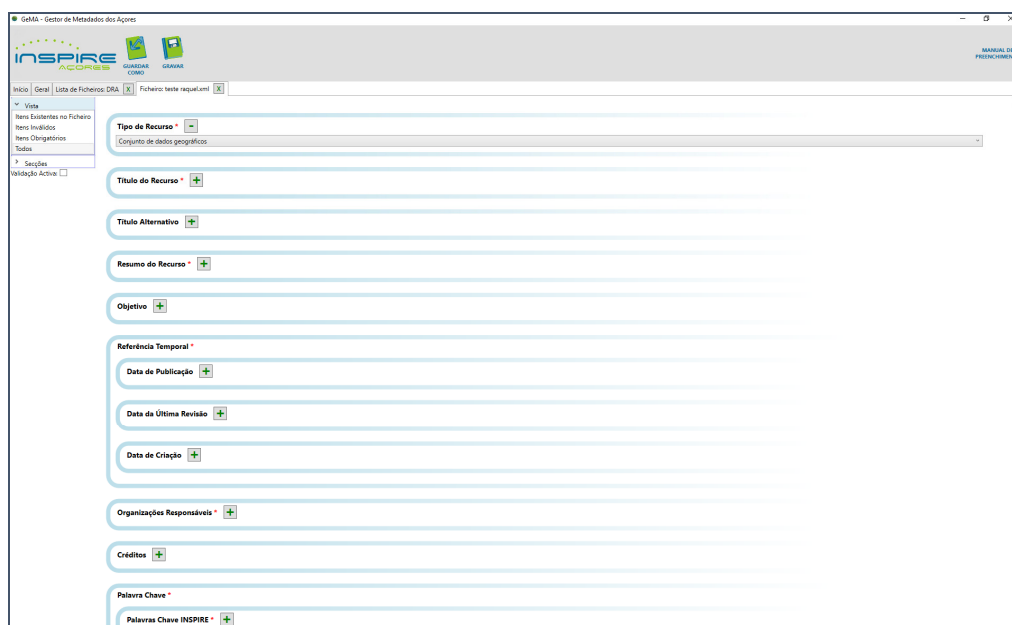 GeMA - Gestor de Metadados dos Açores
INSPIRE
AÇORES
GUARDAR
COMO
GRAVAR
MANUAL DE
PREENCHIMEN
Início Geral Lista de Ficheiros: DRA X Ficheiro: teste raquel.xml X
Vista
Itens Existentes no Ficheiro
Itens Inválidos
Itens Obrigatórios
Todos
Secções
Validação Activa:
Tipo de Recurso * -
Conjunto de dados geográficos
Título do Recurso * +
Título Alternativo +
Resumo do Recurso * +
Objetivo +
Referência Temporal *
Data de Publicação +
Data da Última Revisão +
Data de Criação +
Organizações Responsáveis * +
Créditos +
Palavra Chave *
Palavras Chave INSPIRE * +